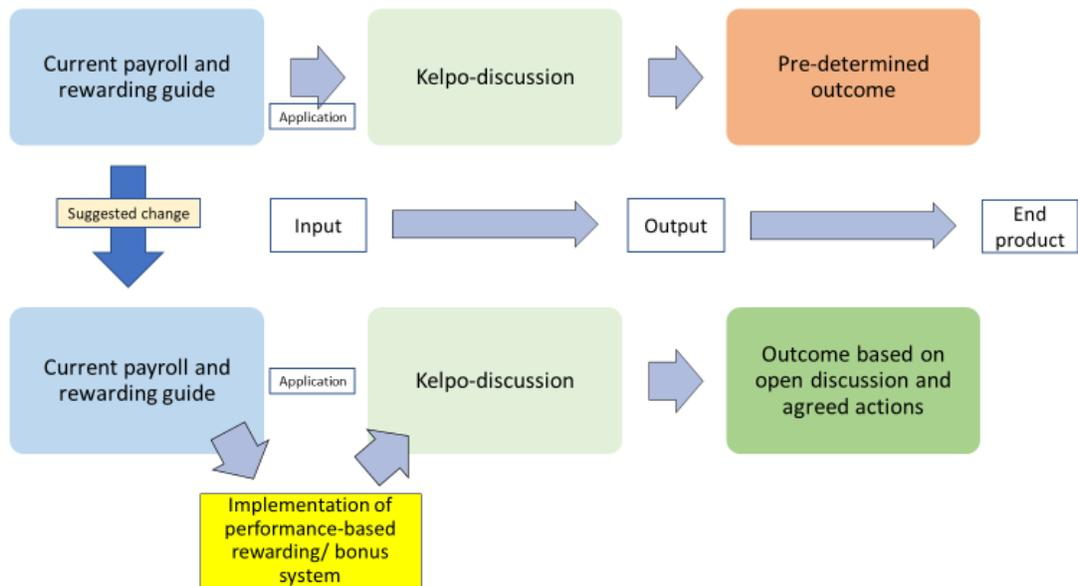 Current payroll and
rewarding guide
Application
Kelpo-discussion
Pre-determined
outcome
Suggested change
Input
Output
End
product
Current payroll and
rewarding guide
Application
Kelpo-discussion
Outcome based on
open discussion and
agreed actions
Implementation of
performance-based
rewarding/ bonus
system